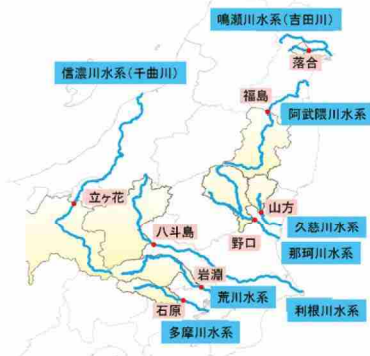 鳴瀬川水系(吉田川)
落合
信濃川水系(千曲川)
福島
阿武隈川水系
立ヶ花
山方
八斗島
久慈川水系
野口
那珂川水系
岩淵
荒川水系
石原
利根川水系
多摩川水系